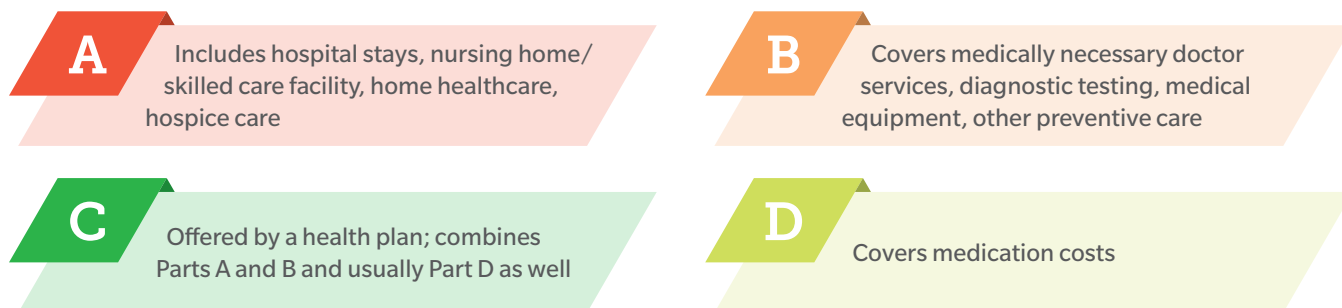 A
Includes hospital stays, nursing home/
skilled care facility, home healthcare,
hospice care
B
Covers medically necessary doctor
services, diagnostic testing, medical
equipment, other preventive care
C
Offered by a health plan; combines
Parts A and B and usually Part D as well
D
Covers medication costs